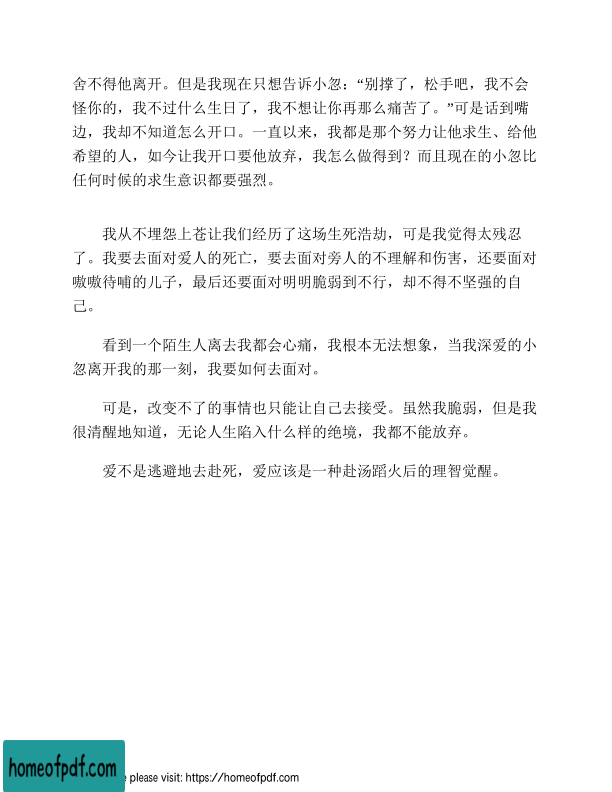 舍不得他离开。但是我现在只想告诉小忽：“别撑了，松手吧，我不会
怪你的，我不过什么生日了，我不想让你再那么痛苦了。”可是话到嘴
边，我却不知道怎么开口。一直以来，我都是那个努力让他求生、给他
希望的人，如今让我开口要他放弃，我怎么做得到？而且现在的小忽比
任何时候的求生意识都要强烈。
我从不埋怨上苍让我们经历了这场生死浩劫，可是我觉得太残忍
了。我要去面对爱人的死亡，要去面对旁人的不理解和伤害，还要面对
嗷嗷待哺的儿子，最后还要面对明明脆弱到不行，却不得不坚强的自
己。
看到一个陌生人离去我都会心痛，我根本无法想象，当我深爱的小
忽离开我的那一刻，我要如何去面对。
可是，改变不了的事情也只能让自己去接受。虽然我脆弱，但是我
很清醒地知道，无论人生陷入什么样的绝境，我都不能放弃。
爱不是逃避地去赴死，爱应该是一种赴汤蹈火后的理智觉醒。
homeofpdf.com
e please visit: https://homeofpdf.com